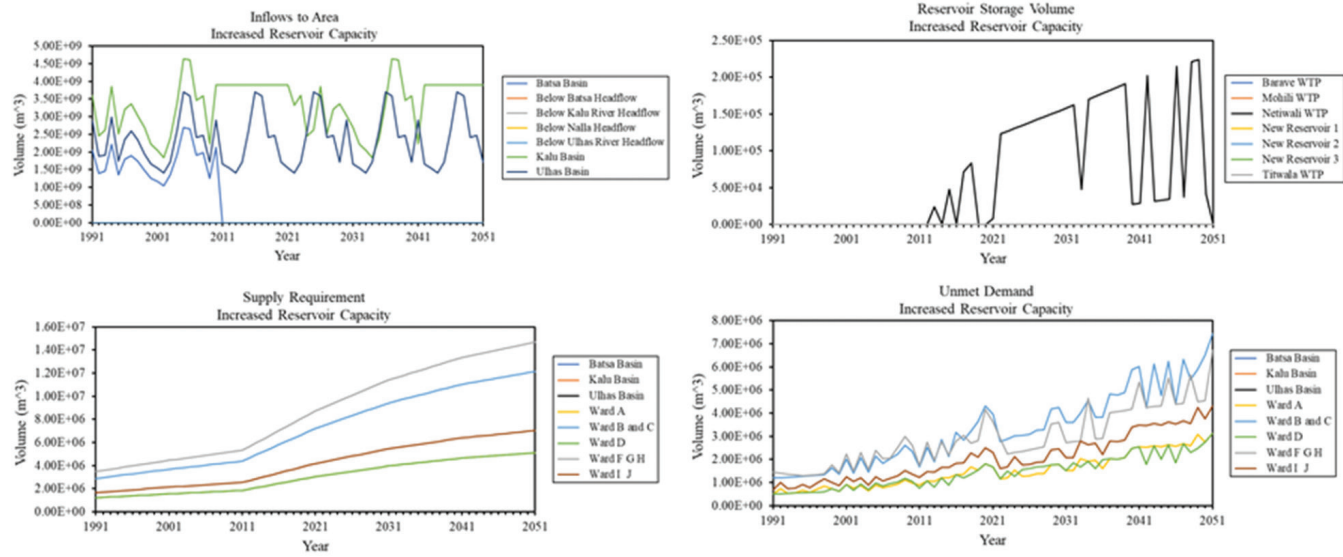 Inflows to Area
Increased Reservoir Capacity
Volume (m^3)
5.00E+09
4.50E+09
4.00E+09
3.50E+09
3.00E+09
2.50E+09
2.00E+09
1.50E+09
1.00E+09
5.00E+08
0.00E+00
1991 2001 2011 2021 2031 2041 2051
Year
Batsa Basin
Below Batsa Headflow
Below Kalu River Headflow
Below Nalla Headflow
Below Ulhas River Headflow
Kalu Basin
Ulhas Basin
Reservoir Storage Volume
Increased Reservoir Capacity
Volume (m^3)
2.50E+05
2.00E+05
1.50E+05
1.00E+05
5.00E+04
0.00E+00
1991 2001 2011 2021 2031 2041 2051
Year
Barave WTP
Mohili WTP
Netiwali WTP
New Reservoir 1
New Reservoir 2
New Reservoir 3
Titwala WTP
Supply Requirement
Increased Reservoir Capacity
Volume (m^3)
1.60E+07
1.40E+07
1.20E+07
1.00E+07
8.00E+06
6.00E+06
4.00E+06
2.00E+06
0.00E+00
1991 2001 2011 2021 2031 2041 2051
Year
Batsa Basin
Kalu Basin
Ulhas Basin
Ward A
Ward B and C
Ward D
Ward F G H
Ward I J
Unmet Demand
Increased Reservoir Capacity
Volume (m^3)
8.00E+06
7.00E+06
6.00E+06
5.00E+06
4.00E+06
3.00E+06
2.00E+06
1.00E+06
0.00E+00
1991 2001 2011 2021 2031 2041 2051
Year
Batsa Basin
Kalu Basin
Ulhas Basin
Ward A
Ward B and C
Ward D
Ward F G H
Ward I J